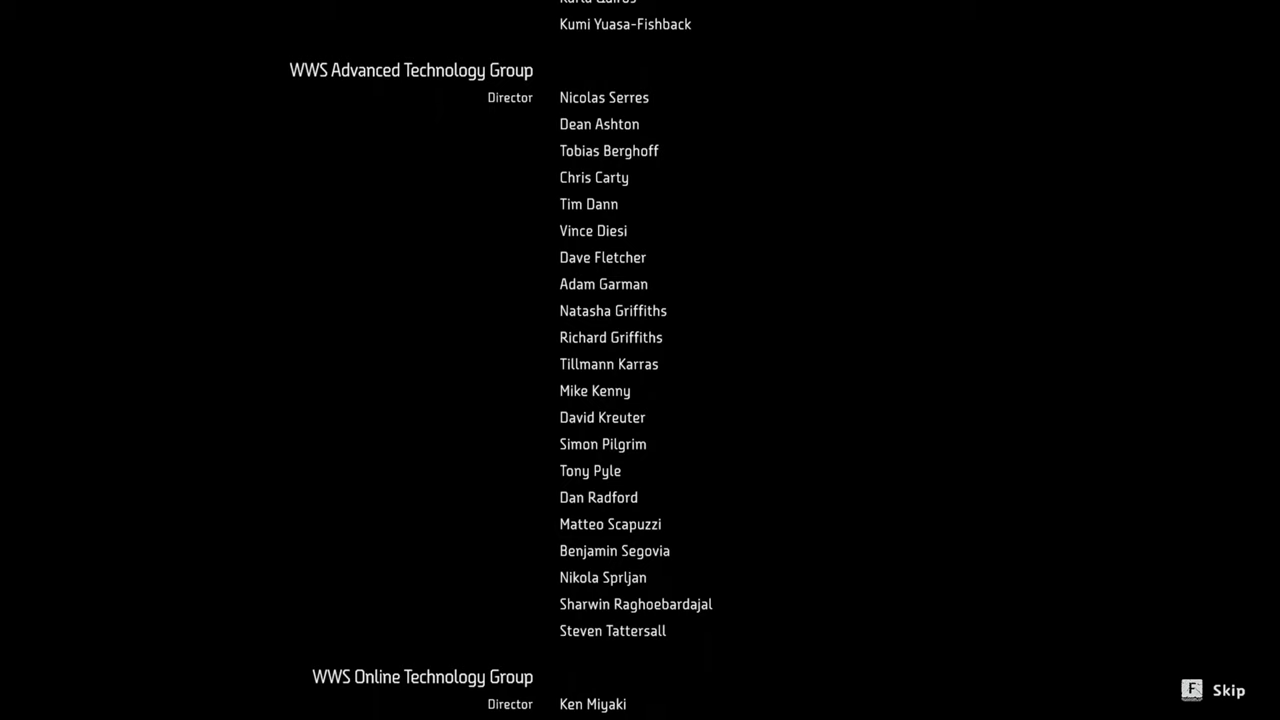 Kumi Yuasa-Fishback
WWS Advanced Technology Group
Director Nicolas Serres
Dean Ashton
Tobias Berghoff
Chris Carty
Tim Dann
Vince Diesi
Dave Fletcher
Adam Garman
Natasha Griffiths
Richard Griffiths
Tillmann Karras
Mike Kenny
David Kreuter
Simon Pilgrim
Tony Pyle
Dan Radford
Matteo Scapuzzi
Benjamin Segovia
Nikola Sprljan
Sharwin Raghoebardajal
Steven Tattersall
WWS Online Technology Group
Director Ken Miyaki
F Skip